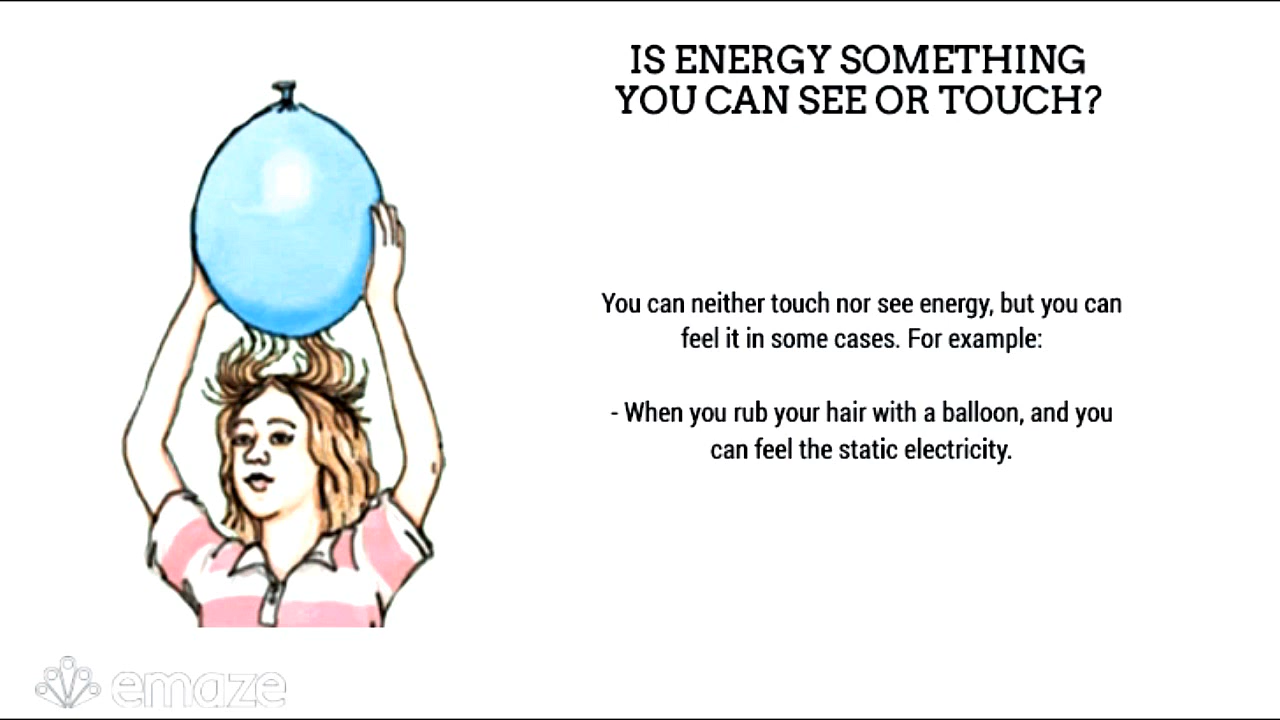 IS ENERGY SOMETHING
YOU CAN SEE OR TOUCH?
You can neither touch nor see energy, but you can
feel it in some cases. For example:
- When you rub your hair with a balloon, and you
can feel the static electricity.
emaze